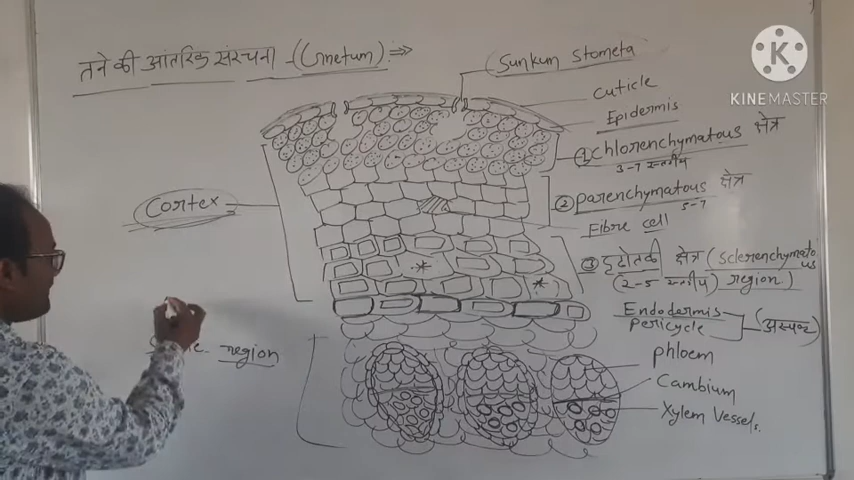 तने की आंतरिक संरचना - (Gnetum) ⇒
Sunkum Stometa
K
KINEMASTER
Cuticle
Epidermis
① Chlorenchymatous क्षेत्र
3-7 स्तरीय
② Parenchymatous क्षेत्र
5-7
Fibre cell
③ दृढोतकी क्षेत्र (Sclerenchymatous region)
(2-5 स्तरीय)
Endodermis
Pericycle
(अस्पष्ट)
Phloem
Cambium
Xylem Vessels.
Cortex
region